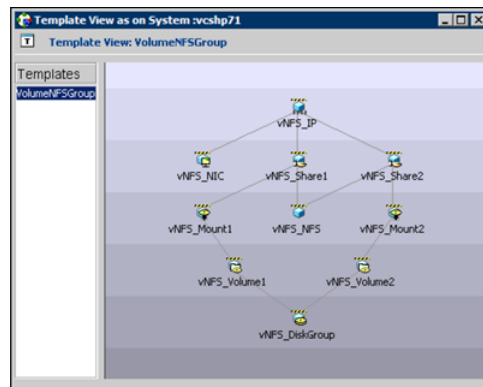 Template View as on System :vcshp71
T Template View: VolumeNFSGroup
Templates
VolumeNFSGroup
vNFS_IP
vNFS_NIC vNFS_Share1 vNFS_Share2
vNFS_Mount1 vNFS_NFS vNFS_Mount2
vNFS_Volume1 vNFS_Volume2
vNFS_DiskGroup